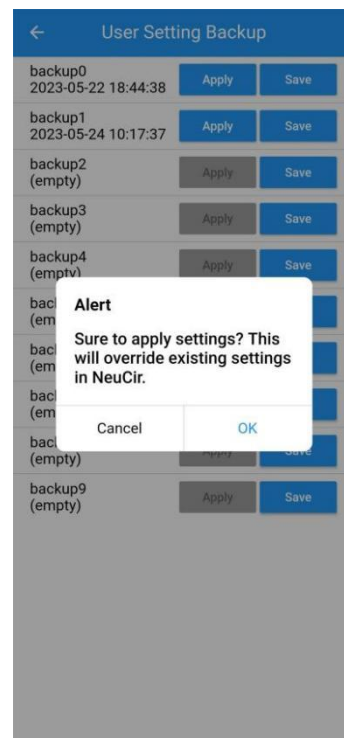 User Setting Backup
backup0
2023-05-22 18:44:38
Apply
Save
backup1
2023-05-24 10:17:37
Apply
Save
backup2
(empty)
Apply
Save
backup3
(empty)
Apply
Save
backup4
(empty)
Apply
Save
Alert
Sure to apply settings? This
will override existing settings
in NeuCir.
Cancel
OK
(empty)
backup9
(empty)
Apply
Save